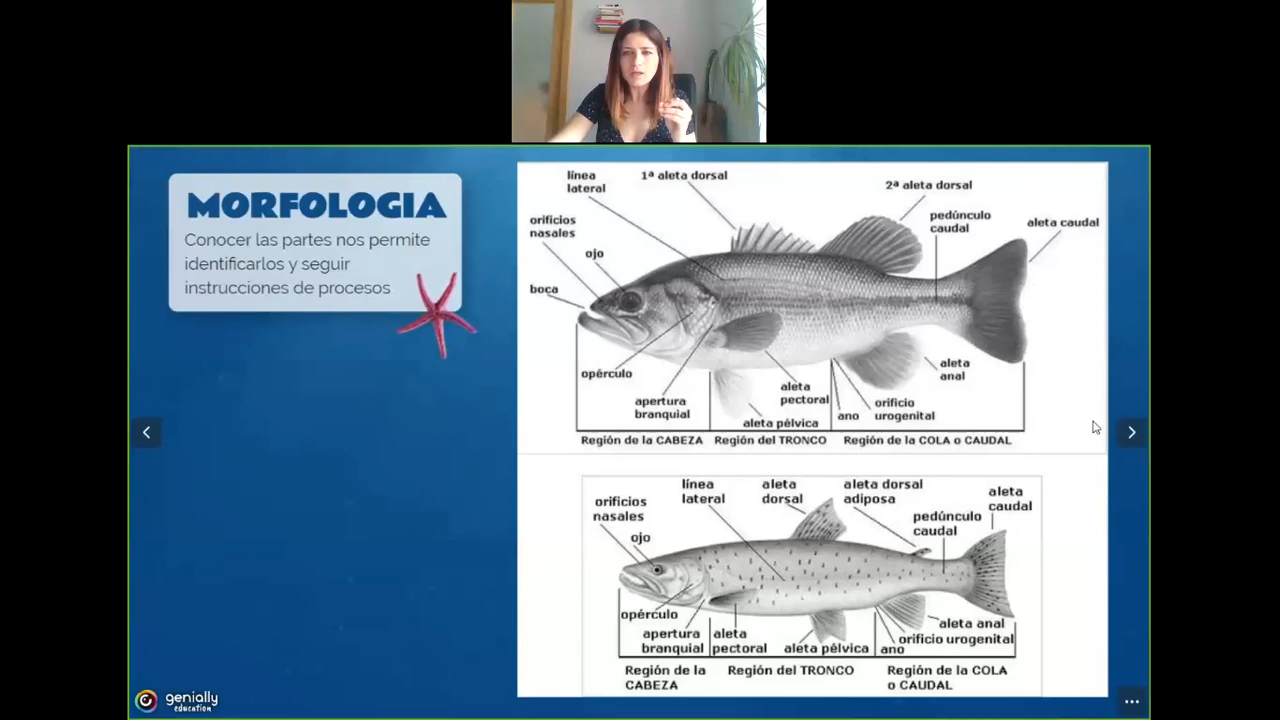 MORFOLOGIA
Conocer las partes nos permite
identificarlos y seguir
instrucciones de procesos
línea
lateral
1ª aleta dorsal
2ª aleta dorsal
orificios
nasales
pedúnculo
caudal
aleta caudal
ojo
boca
opérculo
apertura
branquial
aleta
pectoral
aleta pélvica
ano
orificio
urogenital
aleta
anal
Región de la CABEZA
Región del TRONCO
Región de la COLA o CAUDAL
línea
lateral
aleta
dorsal
aleta dorsal
adiposa
aleta
caudal
orificios
nasales
pedúnculo
caudal
ojo
opérculo
apertura
branquial
aleta
pectoral
aleta pélvica
ano
orificio urogenital
aleta anal
Región de la
CABEZA
Región del TRONCO
Región de la COLA
o CAUDAL
genially
education